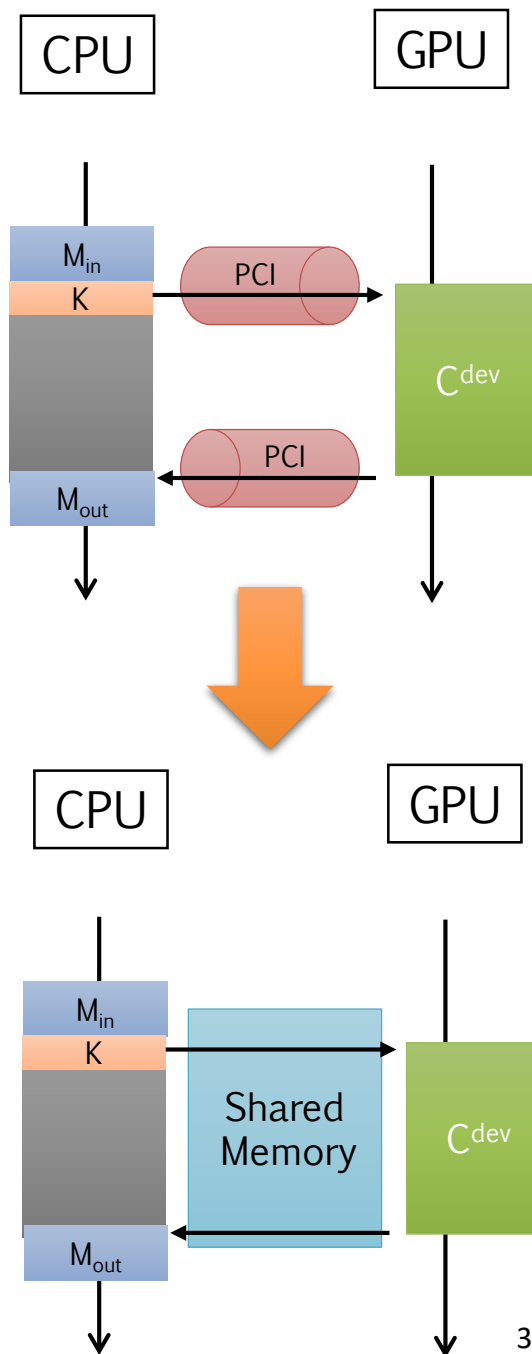 CPU
GPU
M_in
PCI
K
C^dev
PCI
M_out
CPU
GPU
M_in
K
Shared
Memory
C^dev
M_out
3